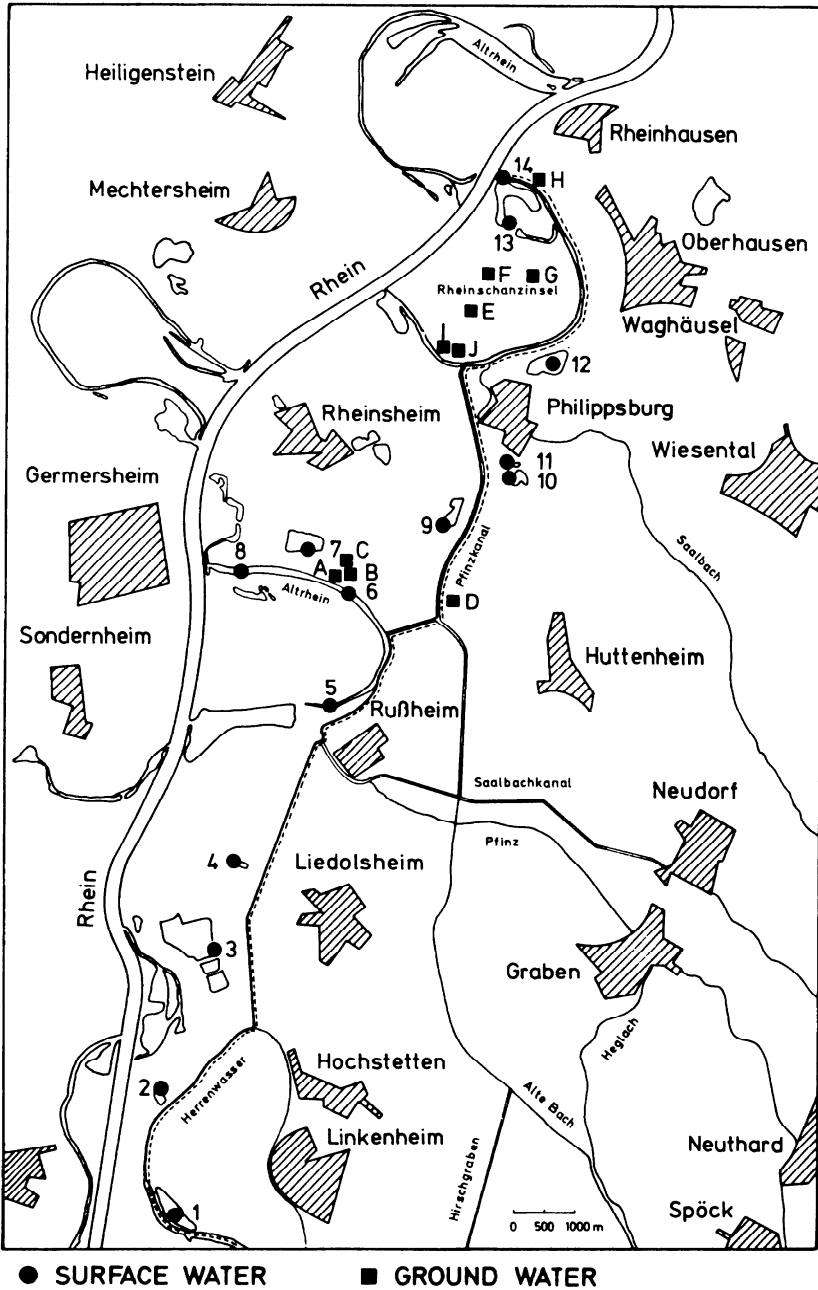 Altrhein
Heiligenstein
Rheinhausen
14
H
Mechtersheim
13
Oberhausen
Rhein
F
G
Rheinschanzinsel
E
Waghäusel
I
J
12
Rheinsheim
Philippsburg
Wiesental
11
Germersheim
10
9
Pfinzkanal
Saalbach
7
C
8
A
B
Altrhein
6
D
Sondernheim
Huttenheim
5
Rußheim
Saalbachkanal
Neudorf
Pfinz
4
Liedolsheim
Rhein
3
Graben
Heglach
Hochstetten
2
Herrenwasser
Alte Bach
Linkenheim
Neuthard
Hirschgraben
1
Spöck
0 500 1000 m
● SURFACE WATER ■ GROUND WATER